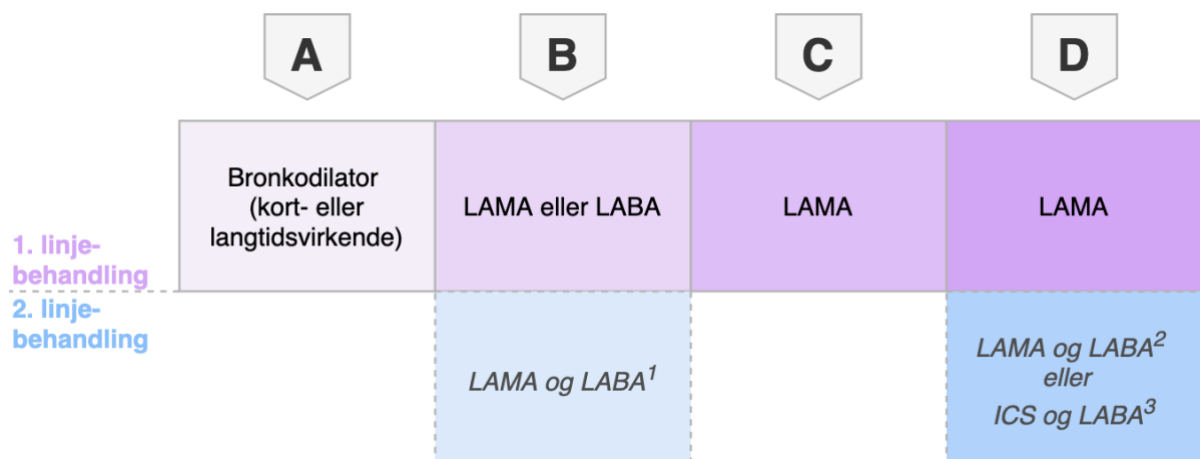 A
B
C
D
Bronkodilator
(kort- eller
langtidsvirkende)
LAMA eller LABA
LAMA
LAMA
1. linje-
behandling
2. linje-
behandling
LAMA og LABA¹
LAMA og LABA²
eller
ICS og LABA³